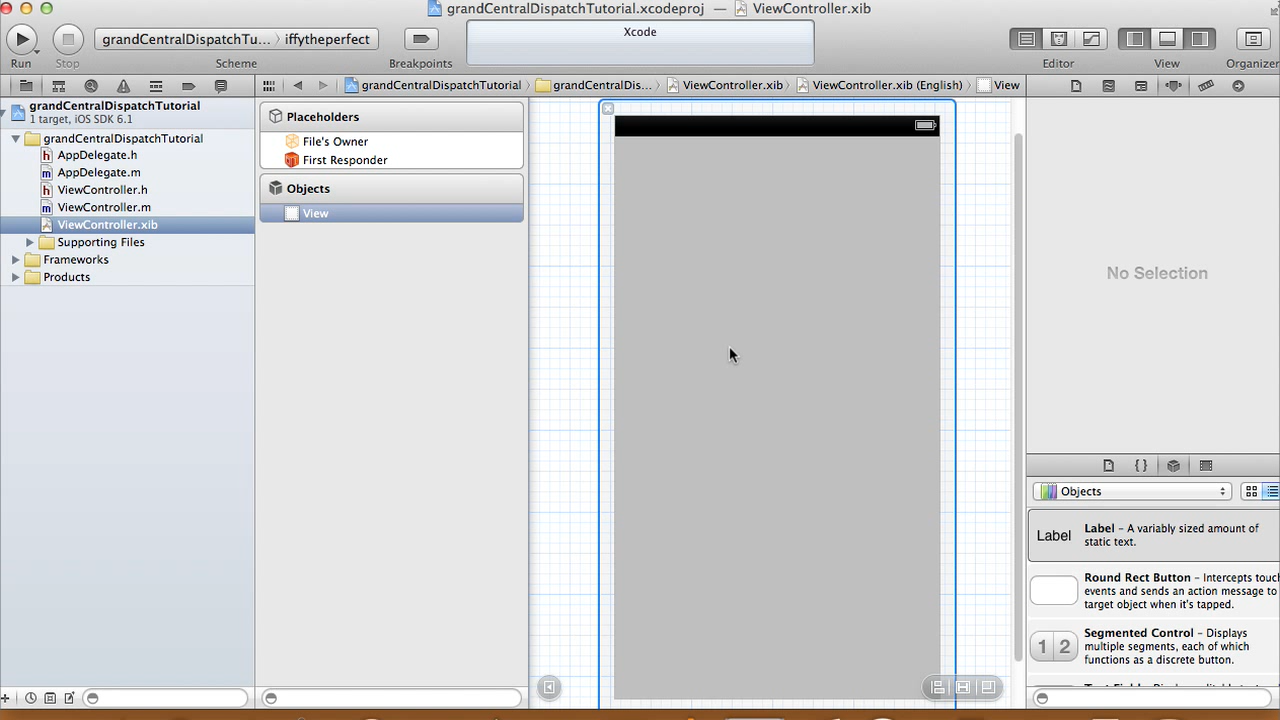 grandCentralDispatchTutorial.xcodeproj — ViewController.xib
grandCentralDispatchTu... iffytheperfect
Xcode
Run
Stop
Scheme
Breakpoints
Editor
View
Organizer
grandCentralDispatchTutorial
grandCentralDis...
ViewController.xib
ViewController.xib (English)
View
grandCentralDispatchTutorial
1 target, iOS SDK 6.1
grandCentralDispatchTutorial
h AppDelegate.h
m AppDelegate.m
h ViewController.h
m ViewController.m
ViewController.xib
Supporting Files
Frameworks
Products
Placeholders
File's Owner
First Responder
Objects
View
No Selection
{ }
Objects
Label
Label – A variably sized amount of
static text.
Round Rect Button – Intercepts touch
events and sends an action message to
target object when it's tapped.
1 2
Segmented Control – Displays
multiple segments, each of which
functions as a discrete button.